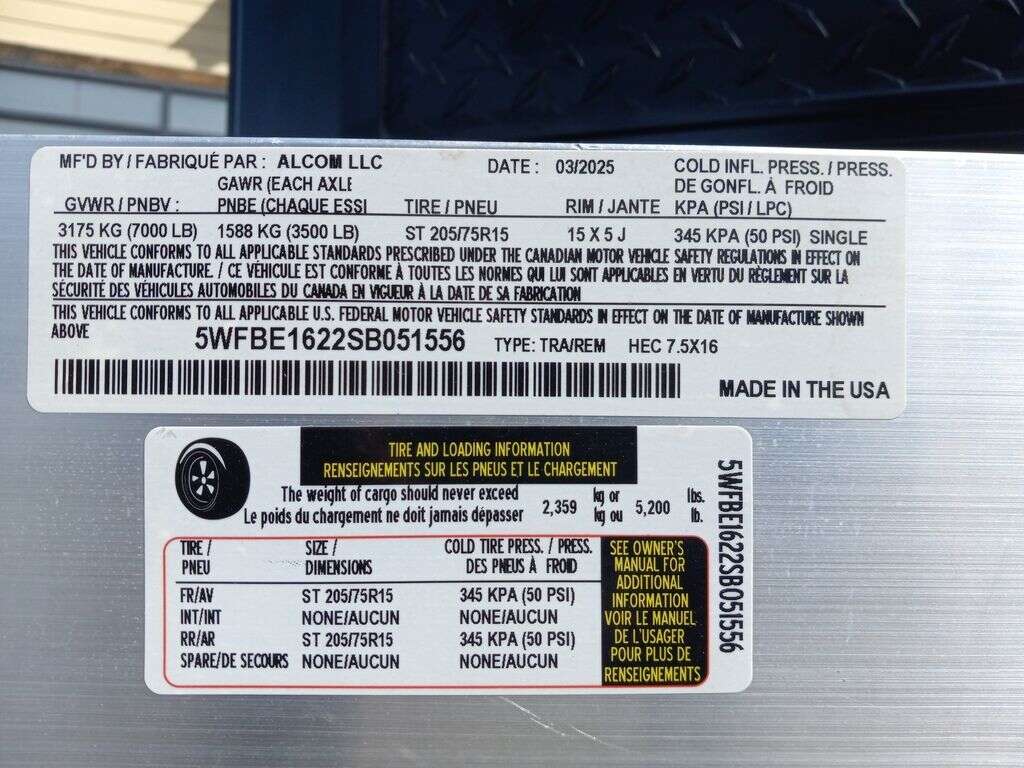 MF'D BY / FABRIQUÉ PAR : ALCOM LLC DATE : 03/2025 COLD INFL. PRESS. / PRESS.
DE GONFL. À FROID
GAWR (EACH AXLE
GVWR / PNBV : PNBE (CHAQUE ESSI TIRE / PNEU RIM / JANTE KPA (PSI / LPC)
3175 KG (7000 LB) 1588 KG (3500 LB) ST 205/75R15 15 X 5 J 345 KPA (50 PSI) SINGLE
THIS VEHICLE CONFORMS TO ALL APPLICABLE STANDARDS PRESCRIBED UNDER THE CANADIAN MOTOR VEHICLE SAFETY REGULATIONS IN EFFECT ON
THE DATE OF MANUFACTURE. / CE VÉHICULE EST CONFORME À TOUTES LES NORMES QUI LUI SONT APPLICABLES EN VERTU DU RÈGLEMENT SUR LA
SÉCURITÉ DES VÉHICULES AUTOMOBILES DU CANADA EN VIGUEUR À LA DATE DE SA FABRICATION
THIS VEHICLE CONFORMS TO ALL APPLICABLE U.S. FEDERAL MOTOR VEHICLE SAFETY STANDARDS IN EFFECT ON THE DATE OF MANUFACTURE SHOWN
ABOVE
5WFBE1622SB051556 TYPE: TRA/REM HEC 7.5X16
MADE IN THE USA
TIRE AND LOADING INFORMATION
RENSEIGNEMENTS SUR LES PNEUS ET LE CHARGEMENT
The weight of cargo should never exceed 2,359 kg or 5,200 lbs.
Le poids du chargement ne doit jamais dépasser kg ou lb.
TIRE / SIZE / COLD TIRE PRESS. / PRESS.
PNEU DIMENSIONS DES PNEUS À FROID
FR/AV ST 205/75R15 345 KPA (50 PSI)
INT/INT NONE/AUCUN NONE/AUCUN
RR/AR ST 205/75R15 345 KPA (50 PSI)
SPARE/DE SECOURS NONE/AUCUN NONE/AUCUN
SEE OWNER'S
MANUAL FOR
ADDITIONAL
INFORMATION
VOIR LE MANUEL
DE L'USAGER
POUR PLUS DE
RENSEIGNEMENTS
5WFBE1622SB051556